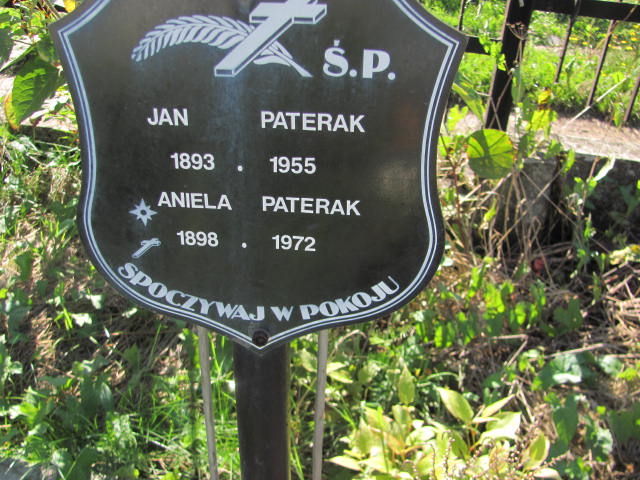 Ś.P.
JAN PATERAK
1893 . 1955
ANIELA PATERAK
1898 . 1972
SPOCZYWAJ W POKOJU